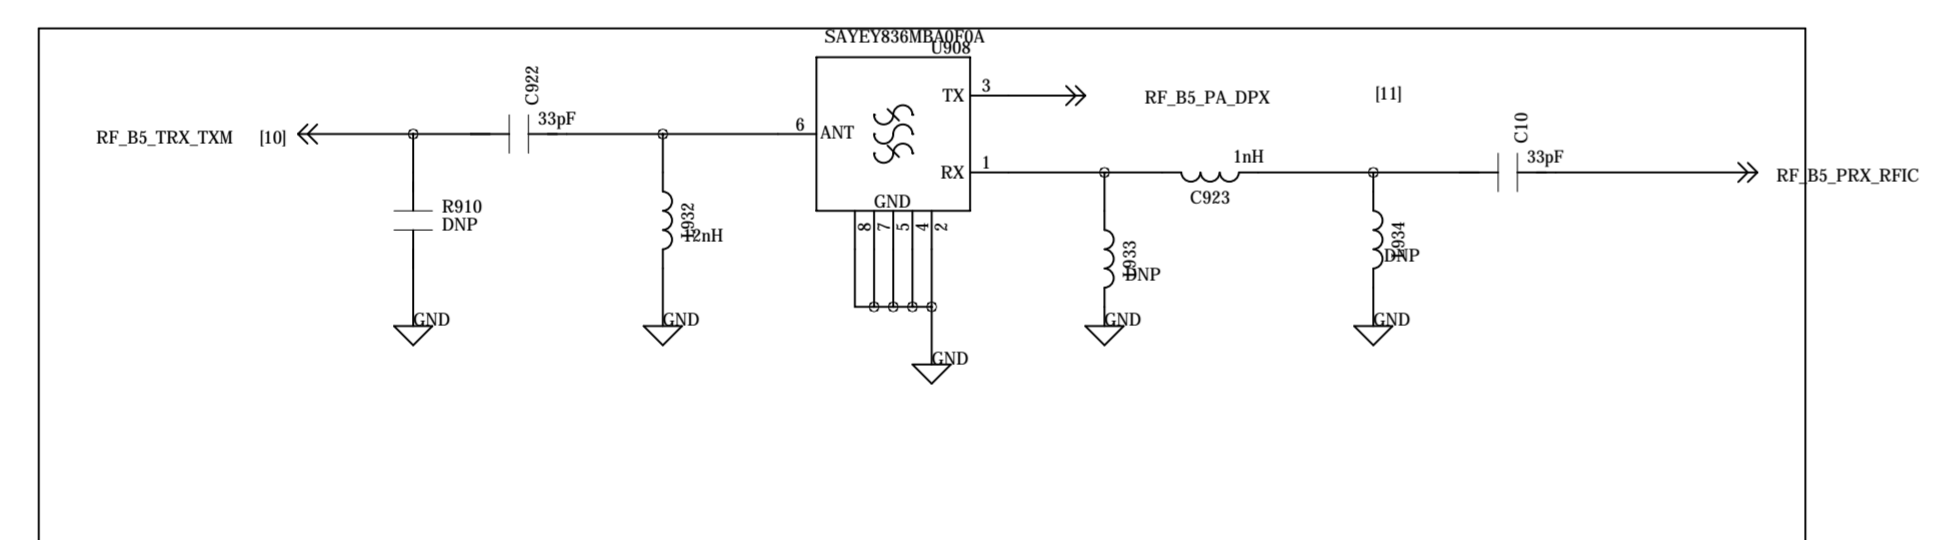 SAYEY836MBA0F0A
U908
C922
33pF
RF_B5_TRX_TXM [10]
6
ANT
TX
3
RF_B5_PA_DPX [11]
RX
1
GND
8
7
5
4
2
GND
R910
DNP
GND
L932
12nH
GND
1nH
C923
C10
33pF
RF_B5_PRX_RFIC
L933
DNP
GND
L934
DNP
GND